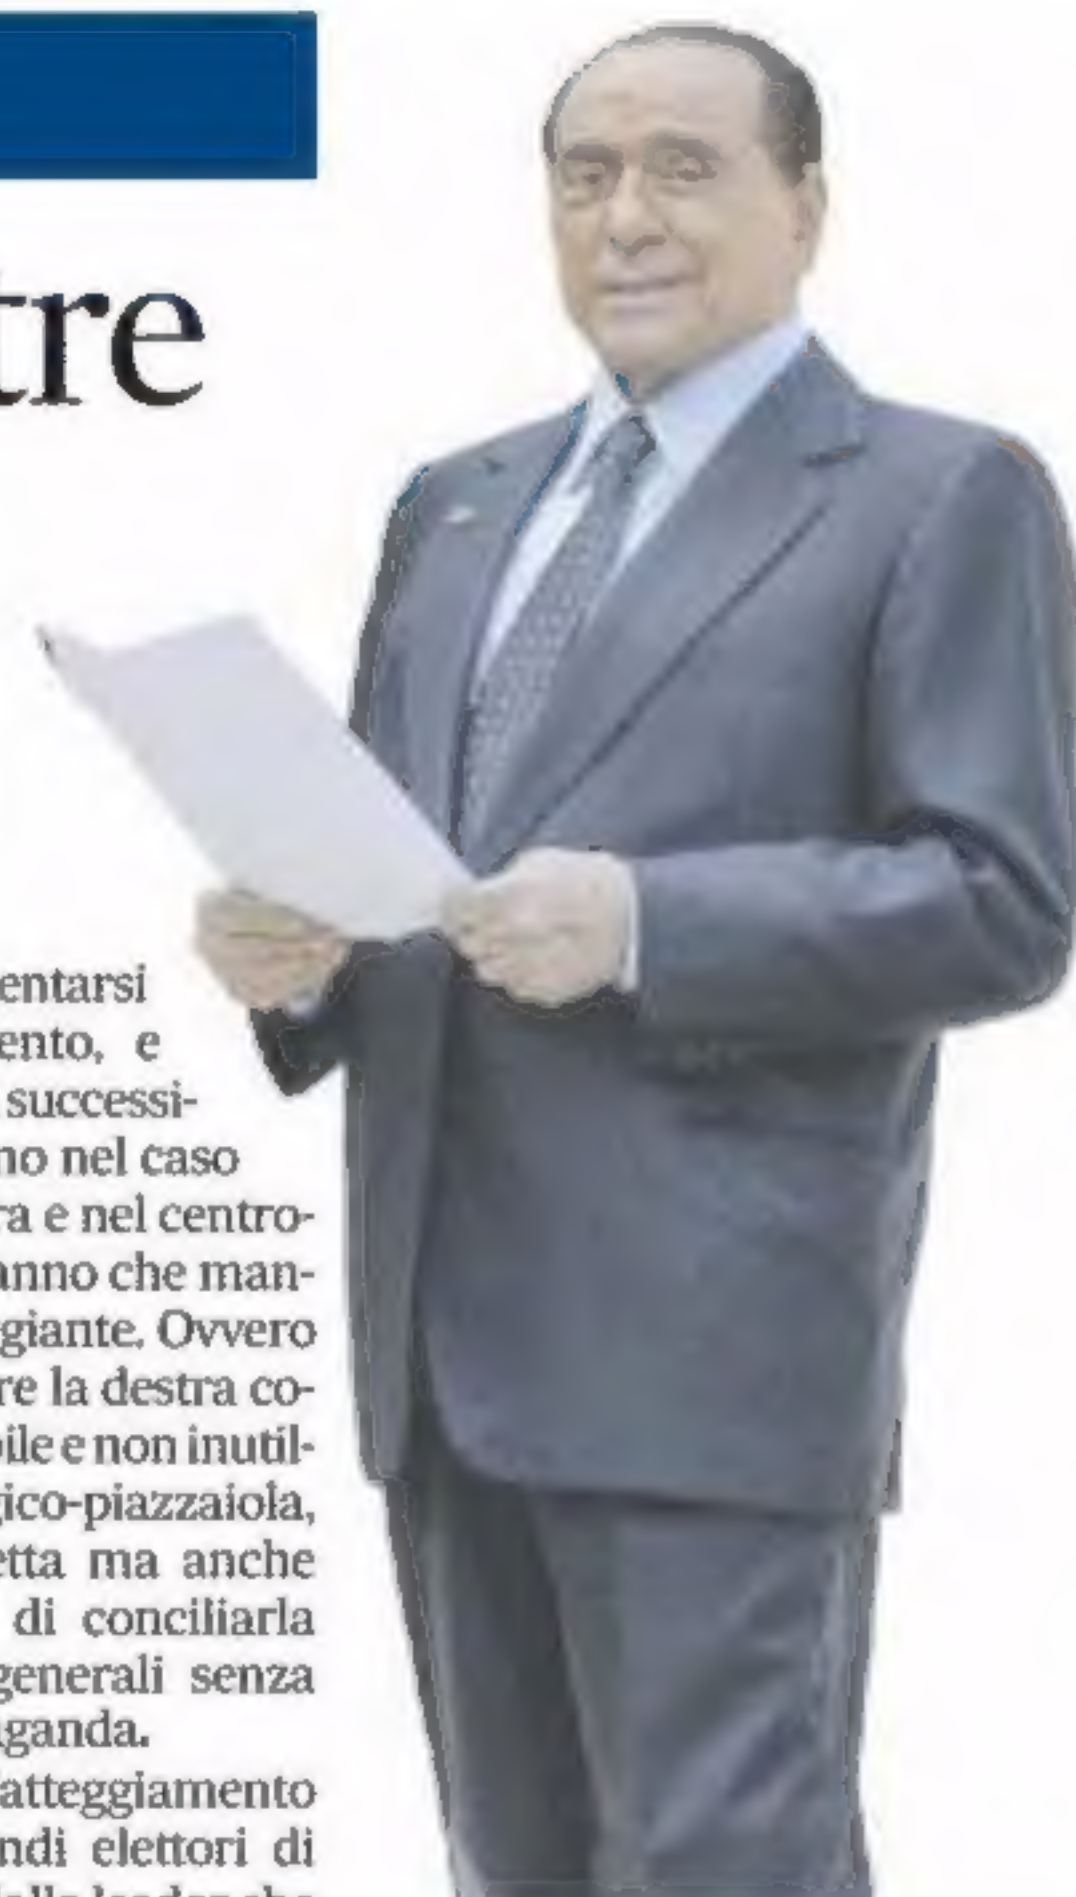 tre
entarsi
ento, e
successi-
no nel caso
ra e nel centro-
anno che man-
giante. Ovvero
re la destra co-
bile e non inutil-
gico-piazzaiola,
etta ma anche
di conciliarla
generali senza
aganda.
atteggiamento
ndi elettori di